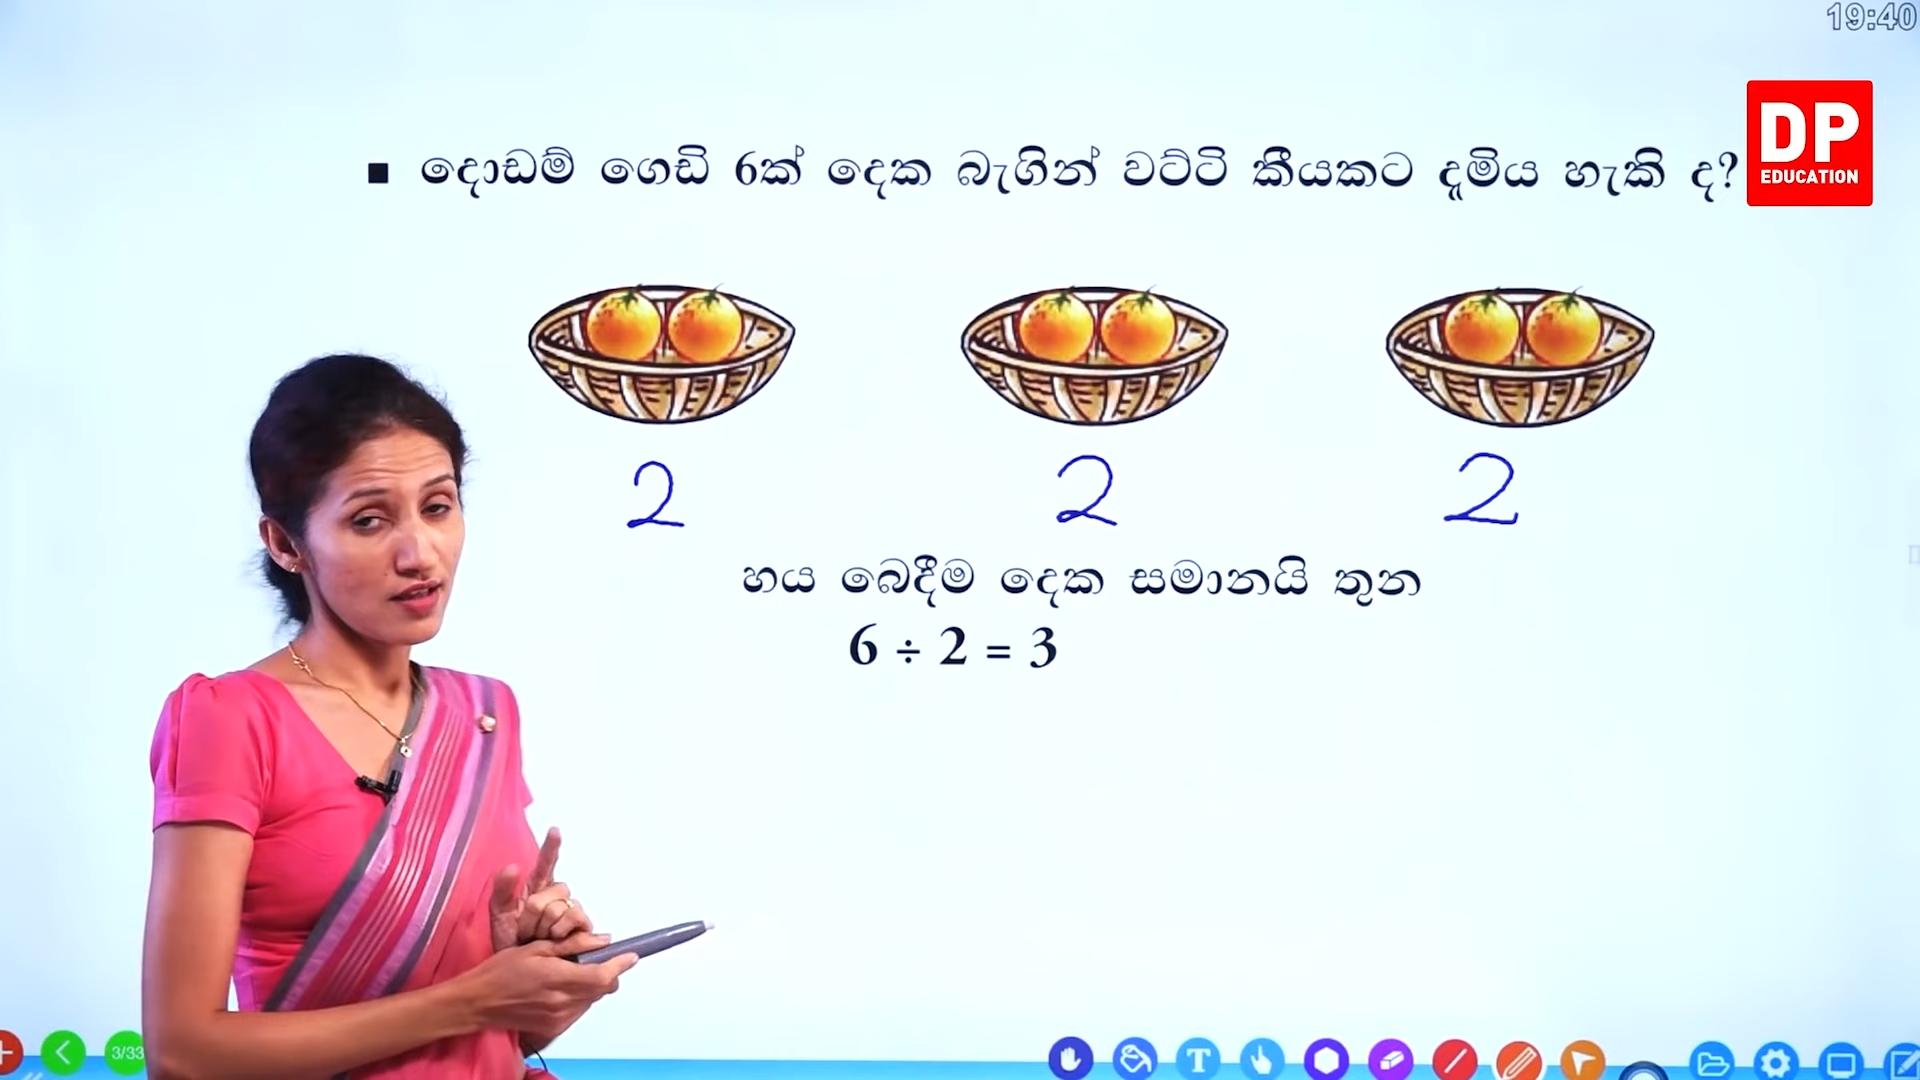 19:40
DP
EDUCATION
▪ දොඩම් ගෙඩි 6ක් දෙක බැගින් වට්ටි කීයකට දූමිය හැකි ද?
2 2 2
හය බෙදීම දෙක සමානයි තුන
6 ÷ 2 = 3
3/33
T